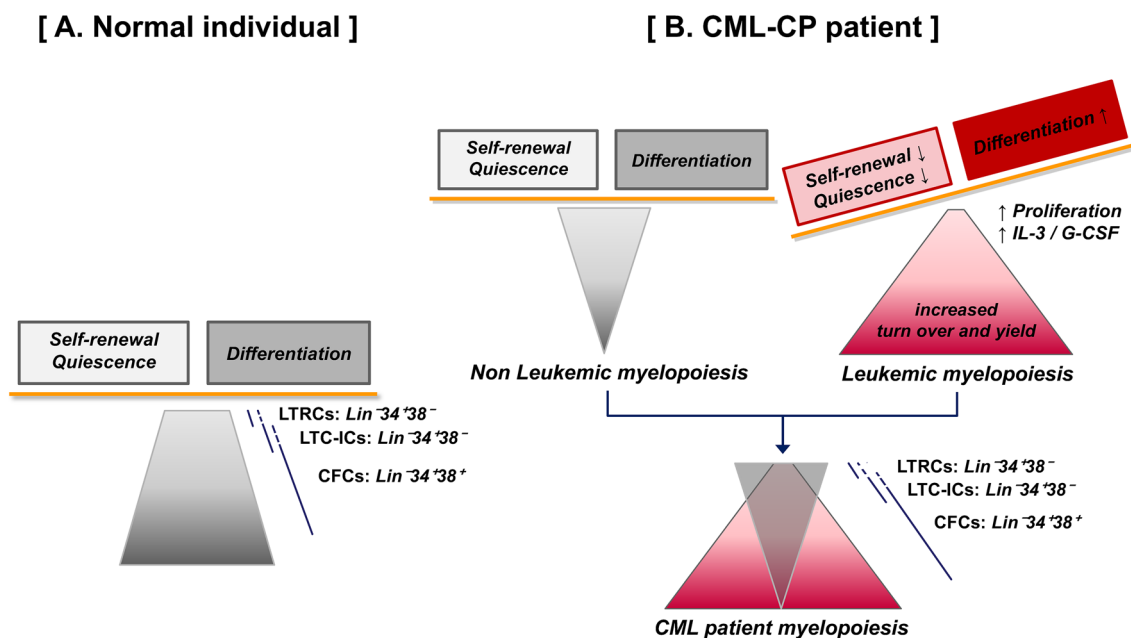 [ A. Normal individual ]
[ B. CML-CP patient ]
Self-renewal
Quiescence
Differentiation
LTRCs: Lin⁻34⁺38⁻
LTC-ICs: Lin⁻34⁺38⁻
CFCs: Lin⁻34⁺38⁺
Self-renewal
Quiescence
Differentiation
Non Leukemic myelopoiesis
Self-renewal ↓
Quiescence ↓
Differentiation ↑
↑ Proliferation
↑ IL-3 / G-CSF
increased
turn over and yield
Leukemic myelopoiesis
LTRCs: Lin⁻34⁺38⁻
LTC-ICs: Lin⁻34⁺38⁻
CFCs: Lin⁻34⁺38⁺
CML patient myelopoiesis